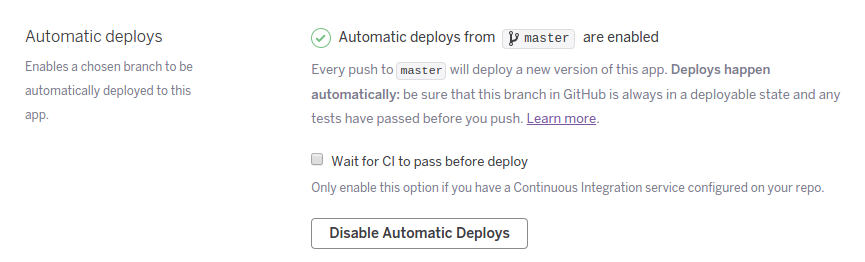 Automatic deploys
Enables a chosen branch to be
automatically deployed to this
app.
Automatic deploys from master are enabled
Every push to master will deploy a new version of this app. Deploys happen
automatically: be sure that this branch in GitHub is always in a deployable state and any
tests have passed before you push. Learn more.
Wait for CI to pass before deploy
Only enable this option if you have a Continuous Integration service configured on your repo.
Disable Automatic Deploys